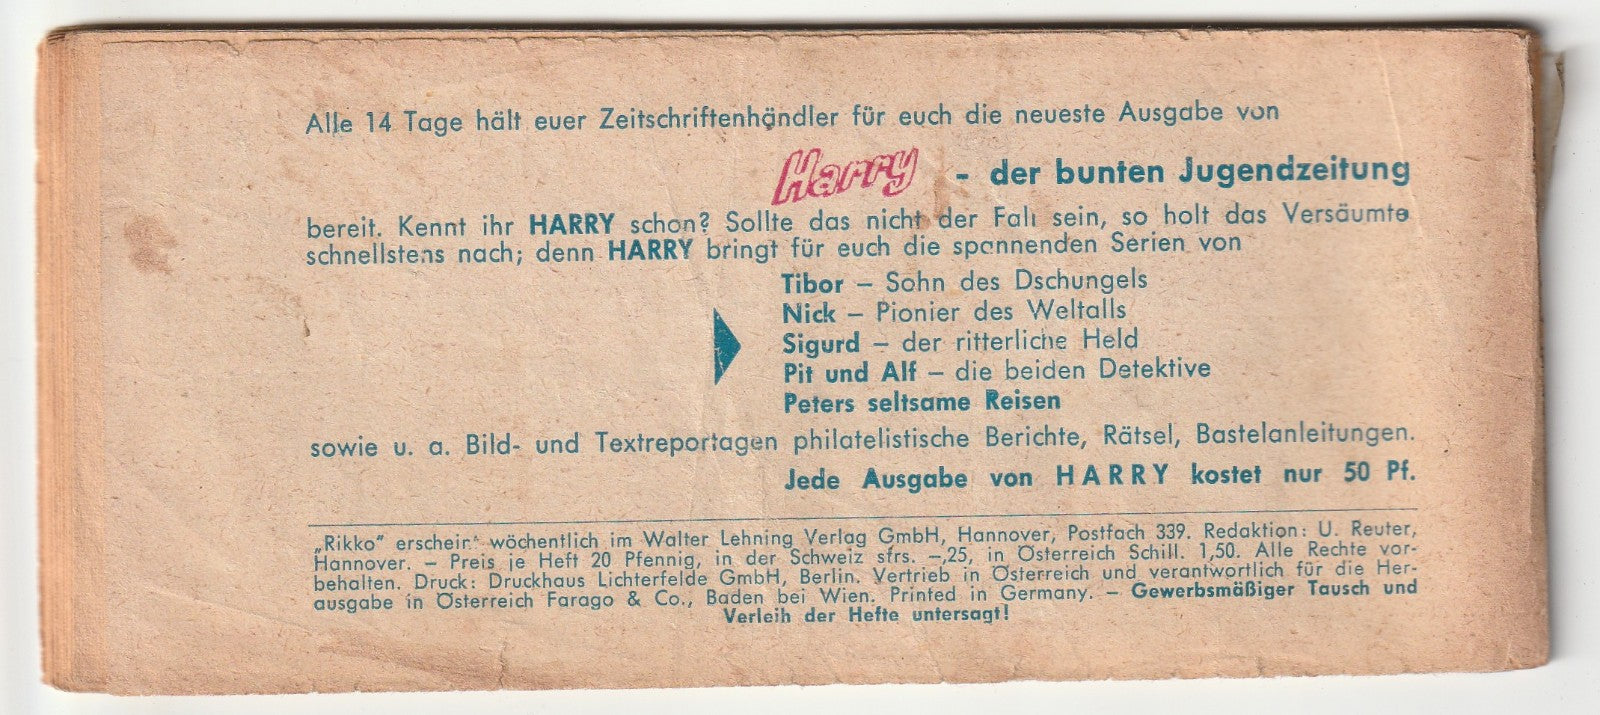 Alle 14 Tage hält euer Zeitschriftenhändler für euch die neueste Ausgabe von
Harry - der bunten Jugendzeitung
bereit. Kennt ihr HARRY schon? Sollte das nicht der Fall sein, so holt das Versäumte
schnellstens nach; denn HARRY bringt für euch die spannenden Serien von
Tibor – Sohn des Dschungels
Nick – Pionier des Weltalls
Sigurd – der ritterliche Held
Pit und Alf – die beiden Detektive
Peters seltsame Reisen
sowie u. a. Bild- und Textreportagen philatelistische Berichte, Rätsel, Bastelanleitungen.
Jede Ausgabe von HARRY kostet nur 50 Pf.
„Rikko" erscheint wöchentlich im Walter Lehning Verlag GmbH, Hannover, Postfach 339. Redaktion: U. Reuter,
Hannover. – Preis je Heft 20 Pfennig, in der Schweiz sfrs. –,25, in Österreich Schill. 1,50. Alle Rechte vor-
behalten. Druck: Druckhaus Lichterfelde GmbH, Berlin. Vertrieb in Österreich und verantwortlich für die Her-
ausgabe in Österreich Farago & Co., Baden bei Wien. Printed in Germany. – Gewerbsmäßiger Tausch und
Verleih der Hefte untersagt!